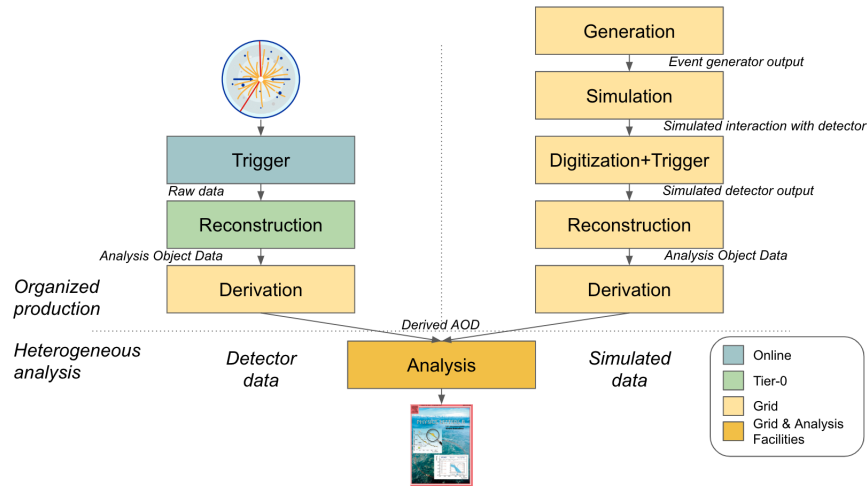 Generation
Event generator output
Simulation
Simulated interaction with detector
Trigger
Digitization+Trigger
Raw data
Simulated detector output
Reconstruction
Reconstruction
Analysis Object Data
Analysis Object Data
Organized
production
Derivation
Derivation
Derived AOD
Heterogeneous
analysis
Detector
data
Analysis
Simulated
data
Online
Tier-0
Grid
Grid & Analysis
Facilities